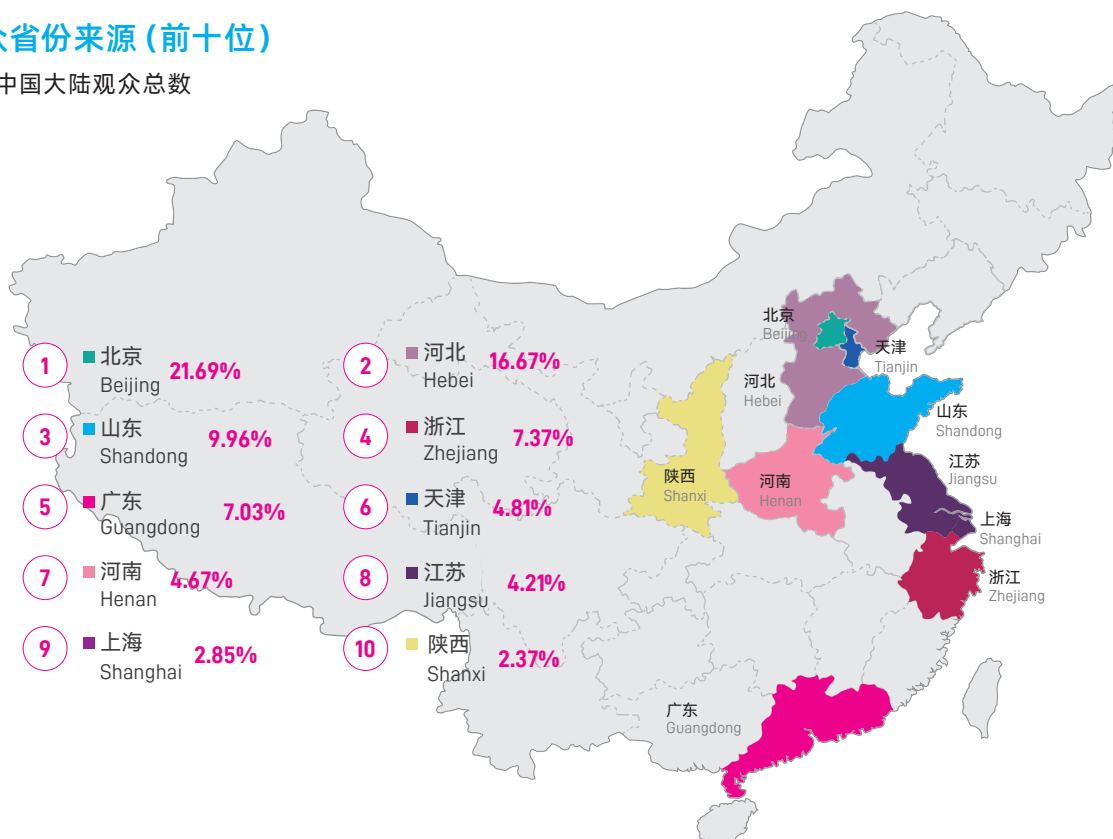 众省份来源 (前十位)
中国大陆观众总数
1 北京 Beijing 21.69%
2 河北 Hebei 16.67%
3 山东 Shandong 9.96%
4 浙江 Zhejiang 7.37%
5 广东 Guangdong 7.03%
6 天津 Tianjin 4.81%
7 河南 Henan 4.67%
8 江苏 Jiangsu 4.21%
9 上海 Shanghai 2.85%
10 陕西 Shanxi 2.37%
北京
Beijing
天津
Tianjin
河北
Hebei
山东
Shandong
江苏
Jiangsu
陕西
Shanxi
河南
Henan
上海
Shanghai
浙江
Zhejiang
广东
Guangdong